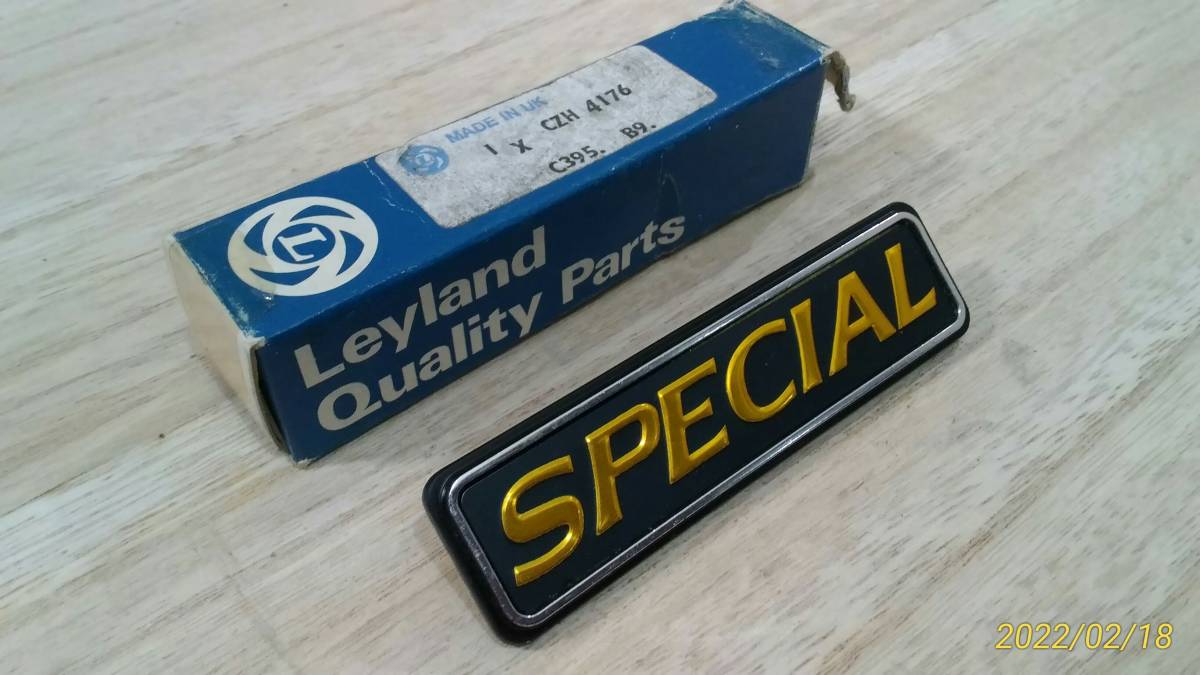 MADE IN UK
1 X CZH 4176
C395. B9.
L
Leyland
Quality Parts
SPECIAL
2022/02/18